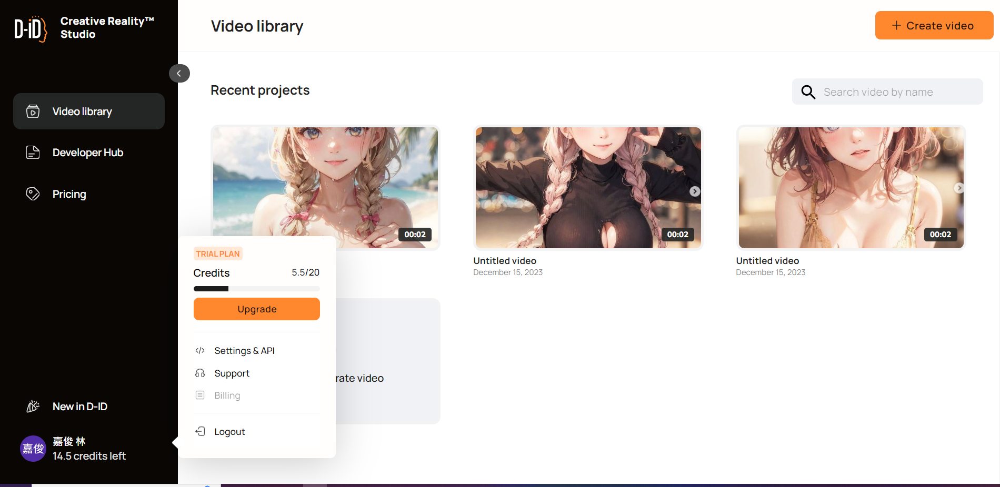 D-iD
Creative Reality™
Studio
Video library
Developer Hub
Pricing
New in D-ID
嘉俊
嘉俊 林
14.5 credits left
Video library
+ Create video
Recent projects
Search video by name
00:02
00:02
00:02
Untitled video
December 15, 2023
Untitled video
December 15, 2023
TRIAL PLAN
Credits 5.5/20
Upgrade
</> Settings & API
Support
Billing
Logout
rate video